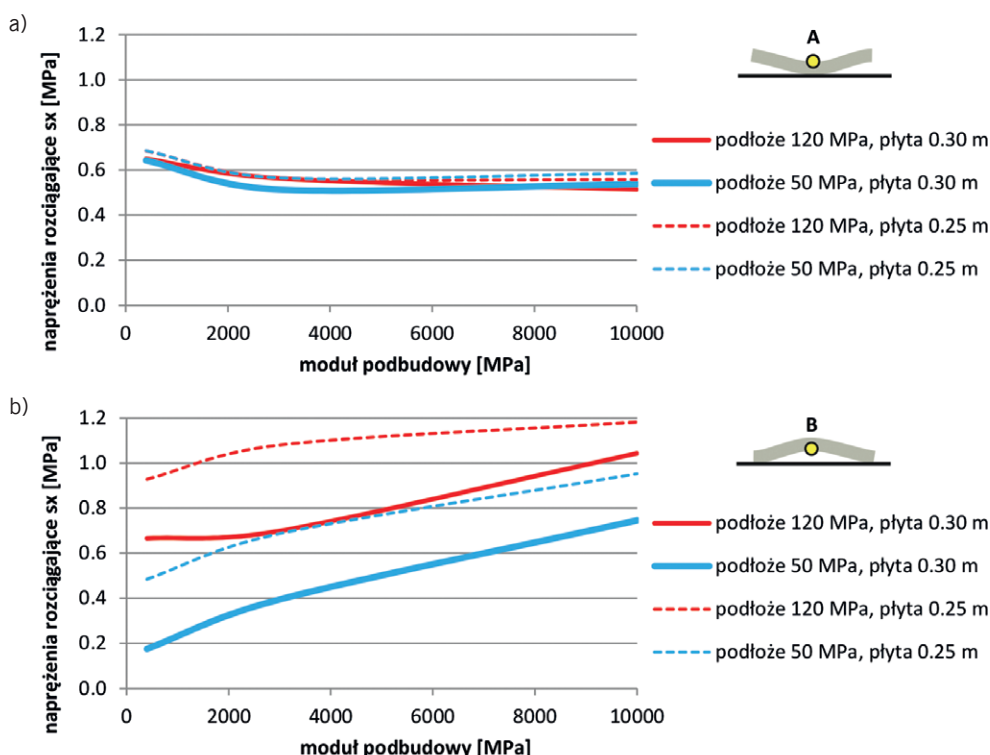 a)
naprężenia rozciągające sx [MPa]
1.2
1.0
0.8
0.6
0.4
0.2
0.0
0 2000 4000 6000 8000 10000
moduł podbudowy [MPa]
A
podłoże 120 MPa, płyta 0.30 m
podłoże 50 MPa, płyta 0.30 m
podłoże 120 MPa, płyta 0.25 m
podłoże 50 MPa, płyta 0.25 m
b)
naprężenia rozciągające sx [MPa]
1.2
1.0
0.8
0.6
0.4
0.2
0.0
0 2000 4000 6000 8000 10000
moduł podbudowy [MPa]
B
podłoże 120 MPa, płyta 0.30 m
podłoże 50 MPa, płyta 0.30 m
podłoże 120 MPa, płyta 0.25 m
podłoże 50 MPa, płyta 0.25 m